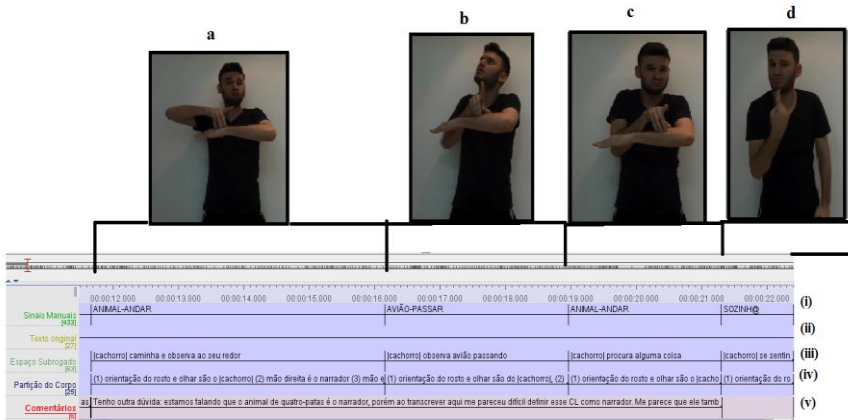 a b c d
00:00:12.000 00:00:13.000 00:00:14.000 00:00:15.000 00:00:16.000 00:00:17.000 00:00:18.000 00:00:19.000 00:00:20.000 00:00:21.000 00:00:22.000 (i)
Sinais Manuais ANIMAL-ANDAR AVIÃO-PASSAR ANIMAL-ANDAR SOZINH@
[433]
Texto original (ii)
[27]
Espaço Subrogado |cachorro| caminha e observa ao seu redor |cachorro| observa avião passando |cachorro| procura alguma coisa |cachorro| se sentin (iii)
[63]
Partição do Corpo (1) orientação do rosto e olhar são o |cachorro| (2) mão direita é o narrador (3) mão e (1) orientação do rosto e olhar são do |cachorro|, (2) (1) orientação do rosto e olhar são o |cacho (1) orientação do ro (iv)
[26]
Comentários as Tenho outra dúvida: estamos falando que o animal de quatro-patas é o narrador, porém ao transcrever aqui me pareceu difícil definir esse CL como narrador. Me parece que ele tamb (v)
[6]